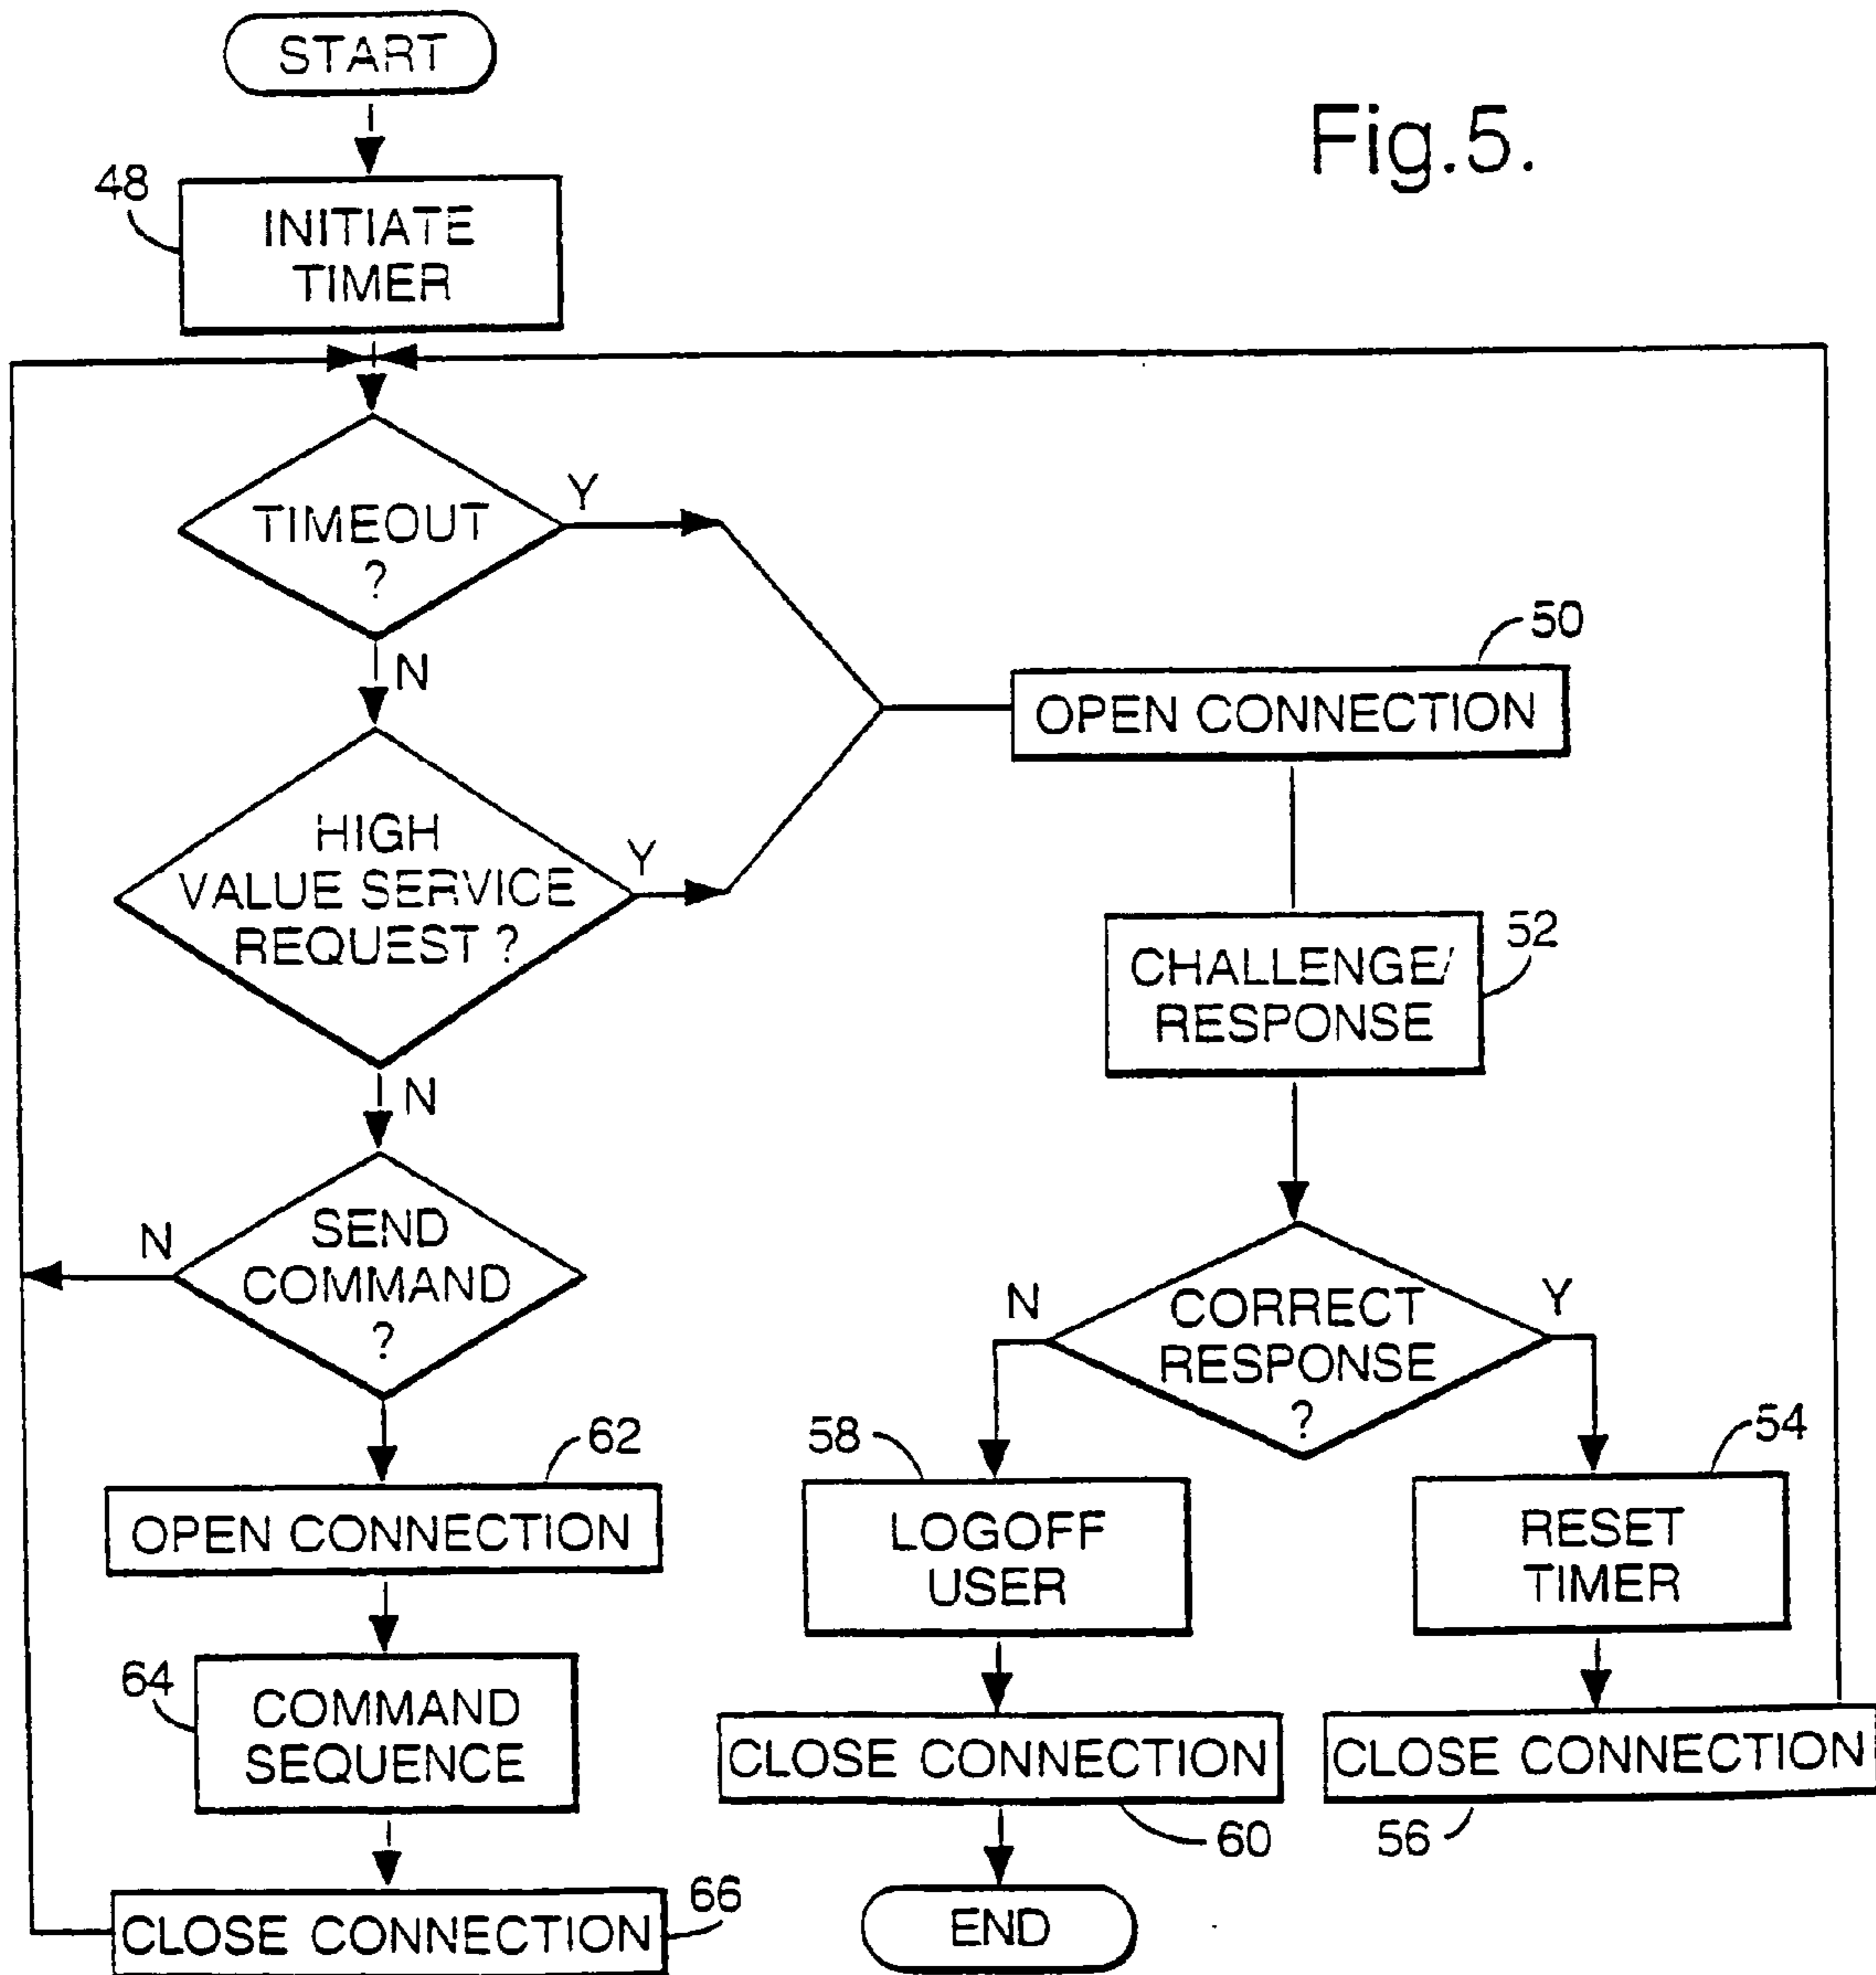 START
Fig.5.
48
INITIATE
TIMER
TIMEOUT
?
Y
N
50
OPEN CONNECTION
HIGH
VALUE SERVICE
REQUEST ?
Y
N
52
CHALLENGE/
RESPONSE
SEND
COMMAND
?
N
CORRECT
RESPONSE
?
N
Y
62
OPEN CONNECTION
58
LOGOFF
USER
54
RESET
TIMER
64
COMMAND
SEQUENCE
CLOSE CONNECTION
60
CLOSE CONNECTION
56
CLOSE CONNECTION
66
END